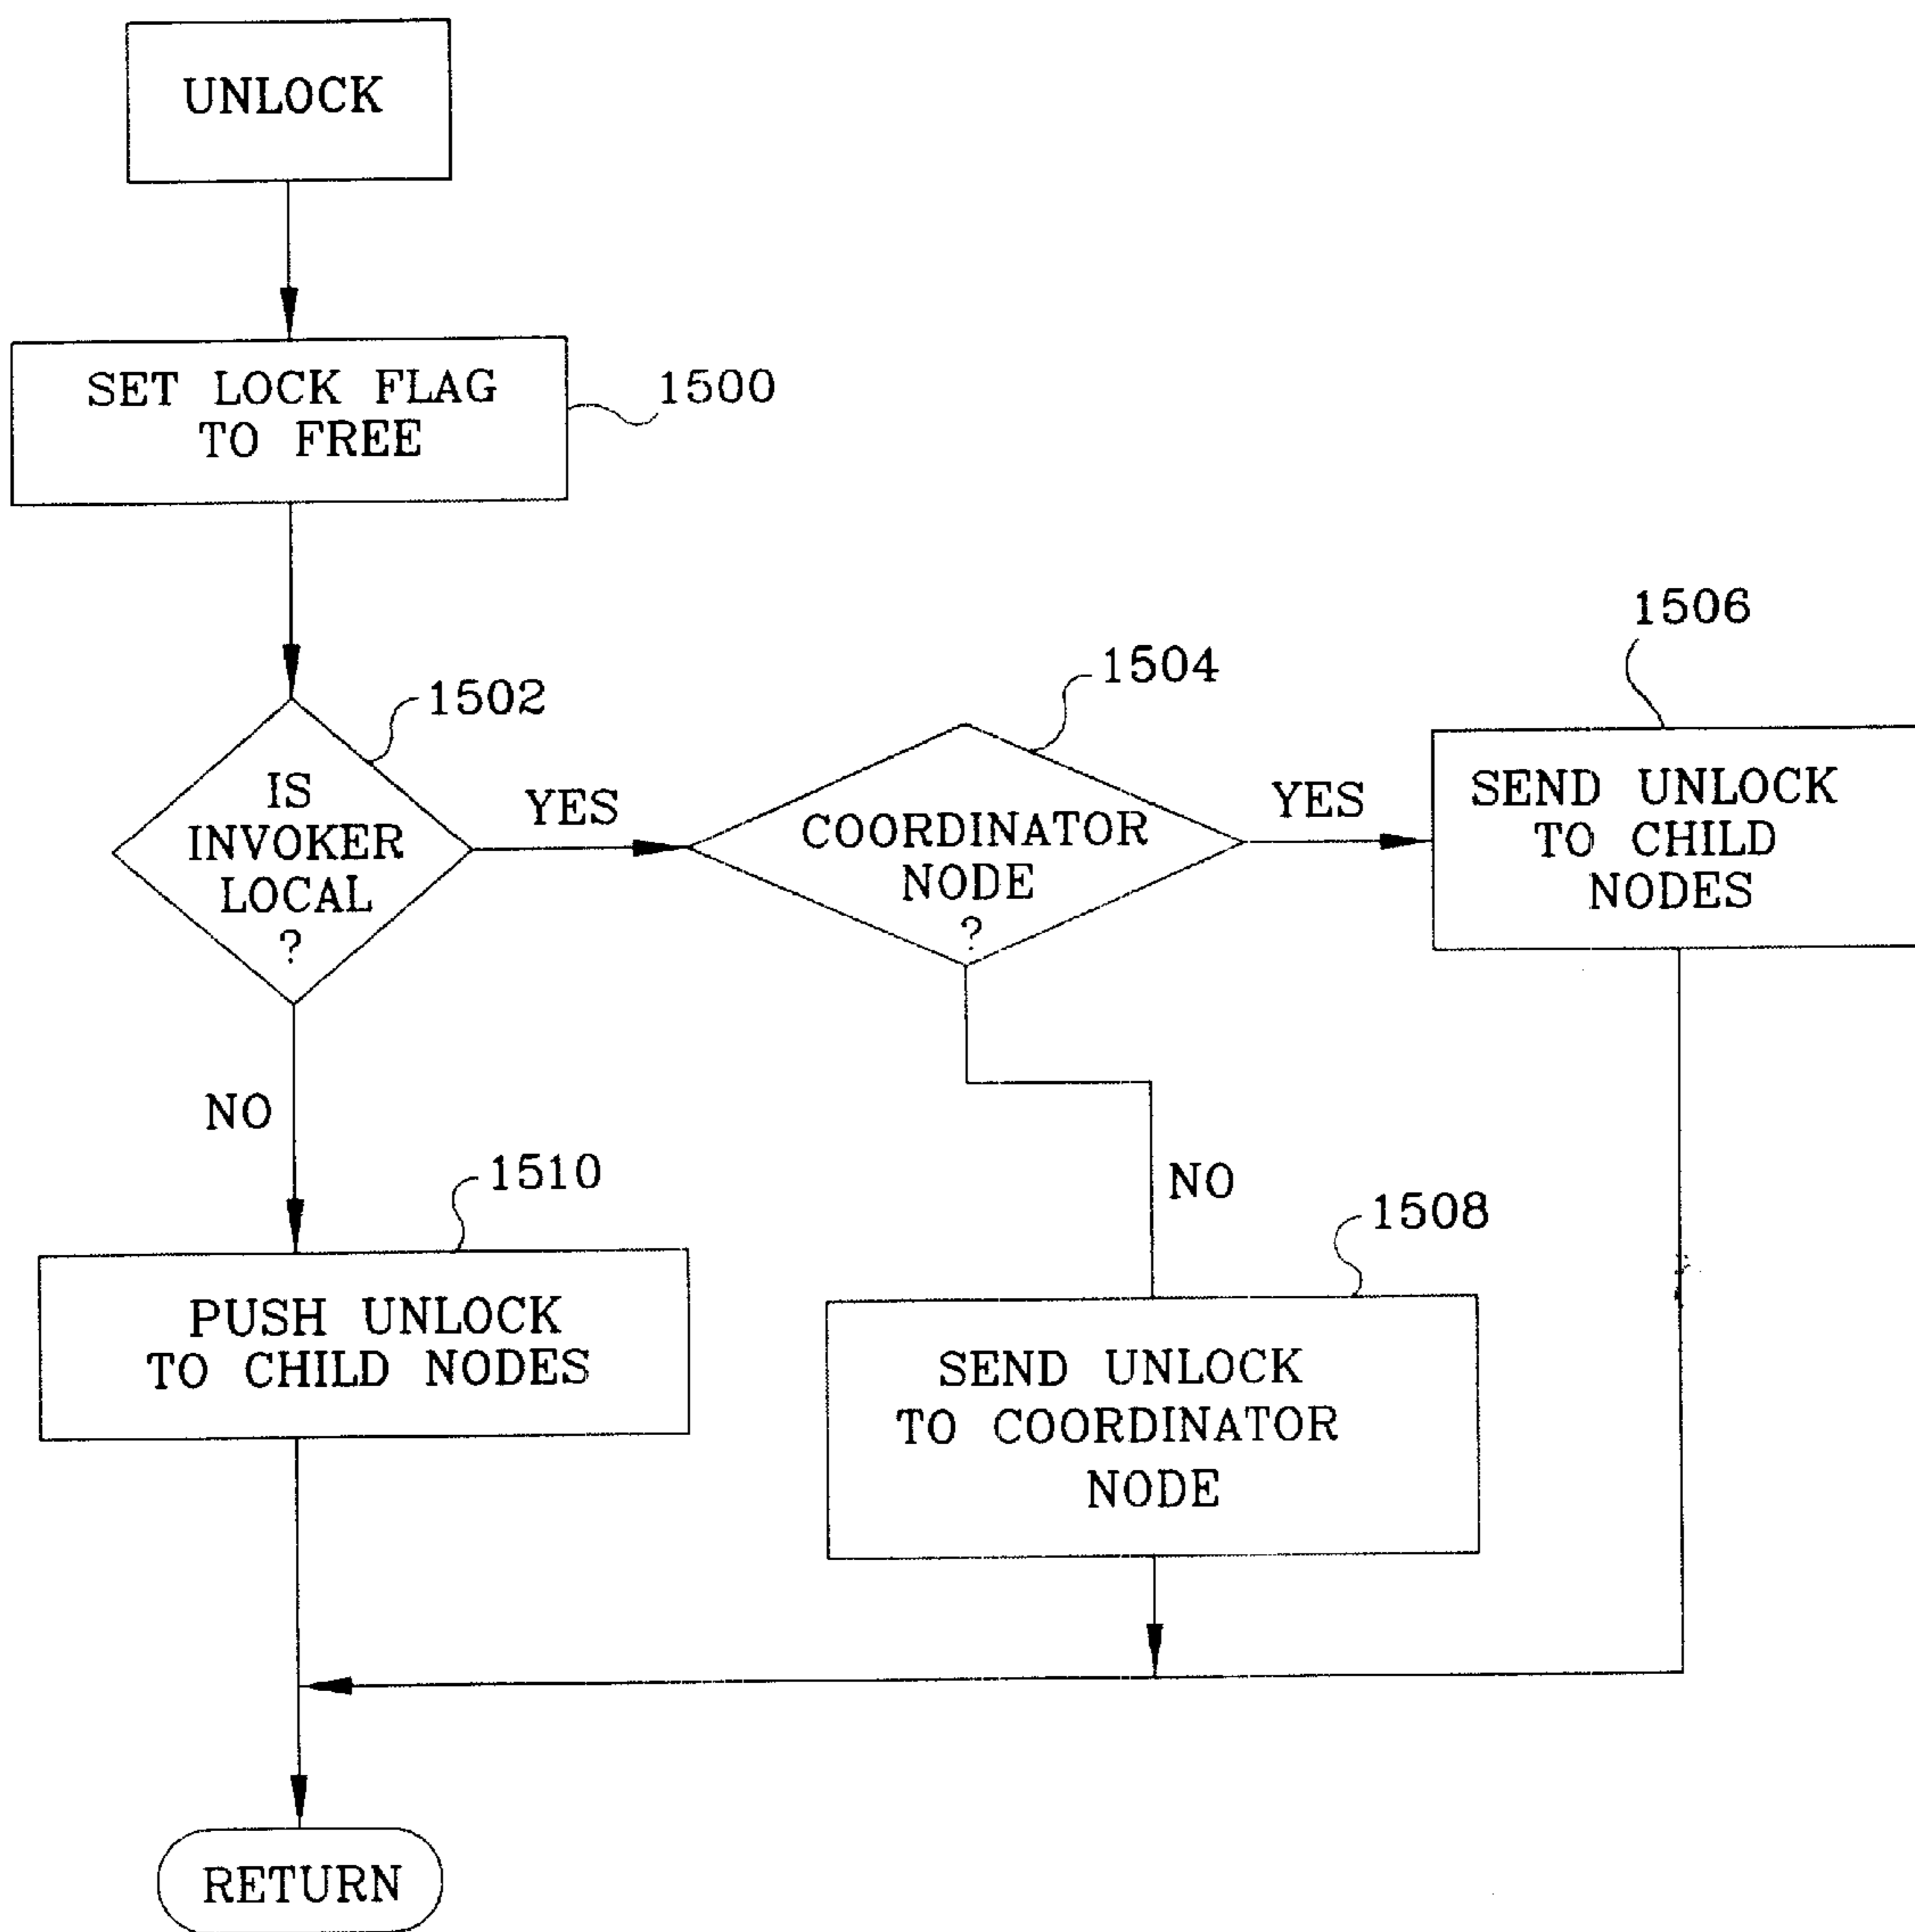 UNLOCK
SET LOCK FLAG
TO FREE
1500
1502
IS
INVOKER
LOCAL
?
YES
1504
COORDINATOR
NODE
?
YES
1506
SEND UNLOCK
TO CHILD
NODES
NO
1510
PUSH UNLOCK
TO CHILD NODES
NO
1508
SEND UNLOCK
TO COORDINATOR
NODE
RETURN